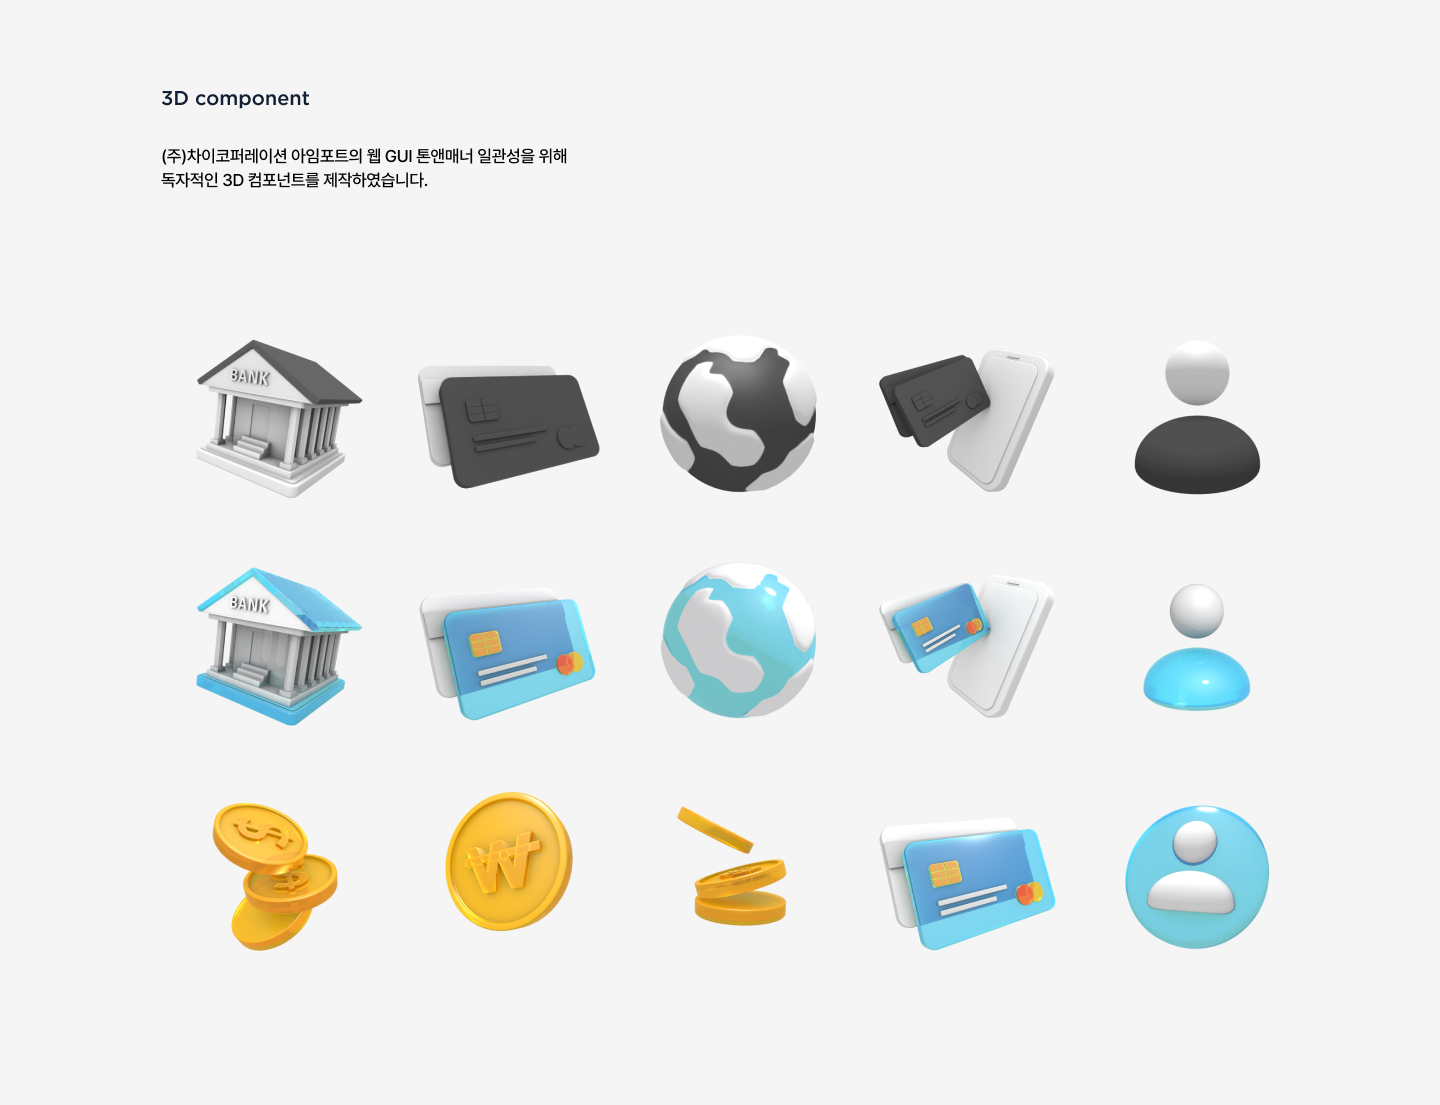 3D component
(주)차이코퍼레이션 아임포트의 웹 GUI 톤앤매너 일관성을 위해
독자적인 3D 컴포넌트를 제작하였습니다.
BANK
BANK
$
₩